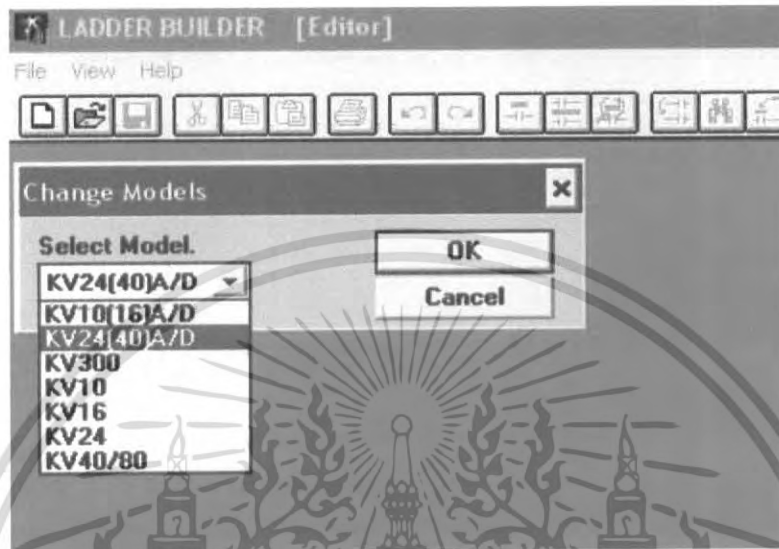 LADDER BUILDER [Editor]
File View Help
Change Models
Select Model.
KV24(40)A/D
OK
Cancel
KV10(16)A/D
KV24(40)A/D
KV300
KV10
KV16
KV24
KV40/80